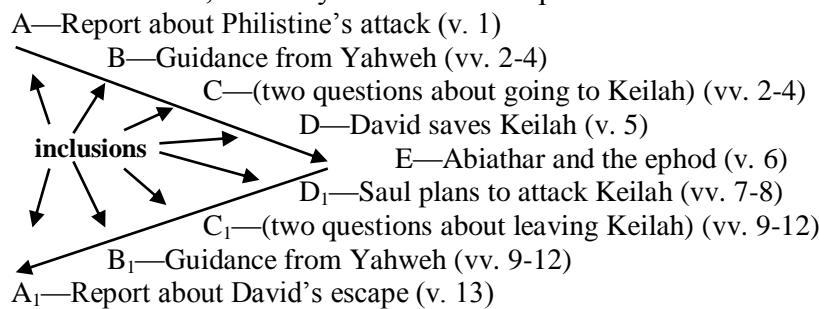 A—Report about Philistine’s attack (v. 1)
B—Guidance from Yahweh (vv. 2-4)
C—(two questions about going to Keilah) (vv. 2-4)
D—David saves Keilah (v. 5)
inclusions
E—Abiathar and the ephod (v. 6)
D₁—Saul plans to attack Keilah (vv. 7-8)
C₁—(two questions about leaving Keilah) (vv. 9-12)
B₁—Guidance from Yahweh (vv. 9-12)
A₁—Report about David’s escape (v. 13)